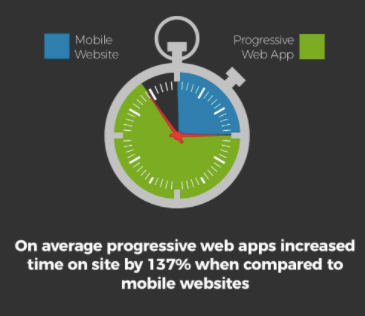 Mobile
Website
Progressive
Web App
On average progressive web apps increased
time on site by 137% when compared to
mobile websites